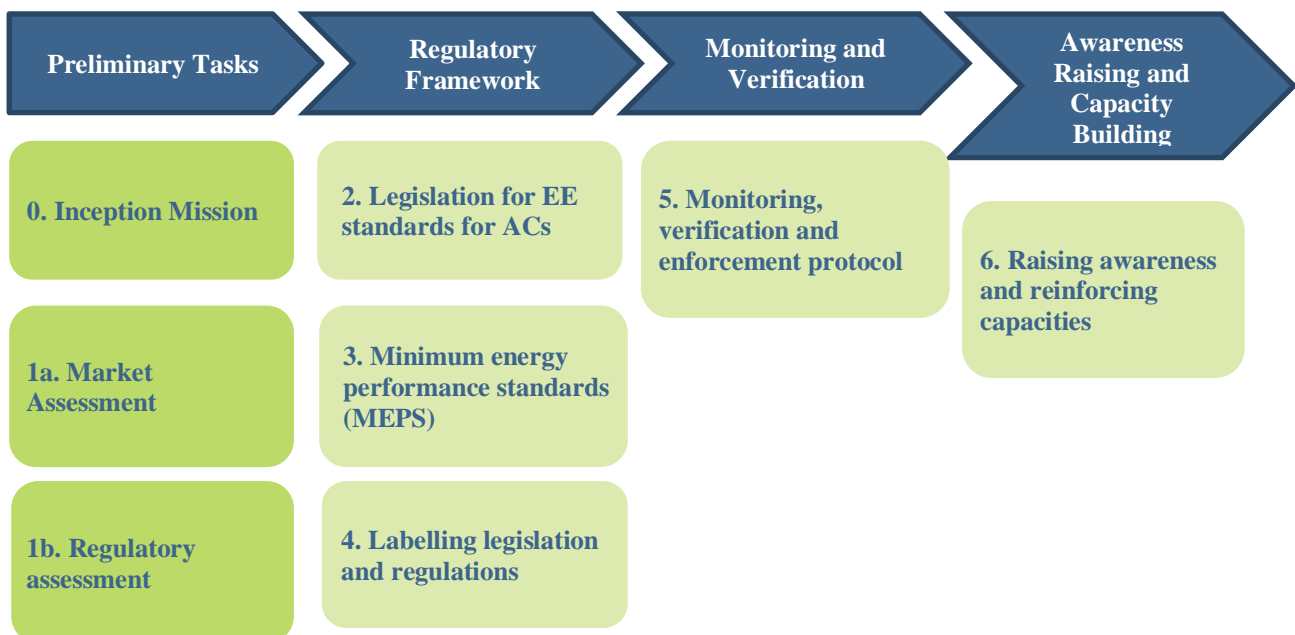 Preliminary Tasks
Regulatory
Framework
Monitoring and
Verification
Awareness
Raising and
Capacity
Building
0. Inception Mission
1a. Market
Assessment
1b. Regulatory
assessment
2. Legislation for EE
standards for ACs
3. Minimum energy
performance standards
(MEPS)
4. Labelling legislation
and regulations
5. Monitoring,
verification and
enforcement protocol
6. Raising awareness
and reinforcing
capacities